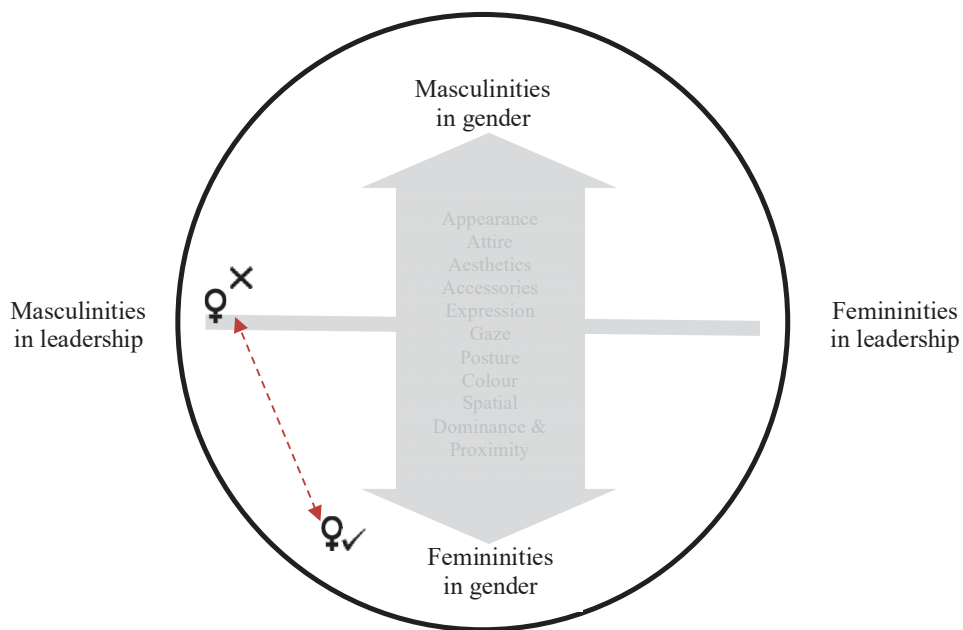 Masculinities
in gender
Appearance
Attire
Aesthetics
Accessories
Expression
Gaze
Posture
Colour
Spatial
Dominance &
Proximity
Masculinities
in leadership
Femininities
in leadership
Femininities
in gender